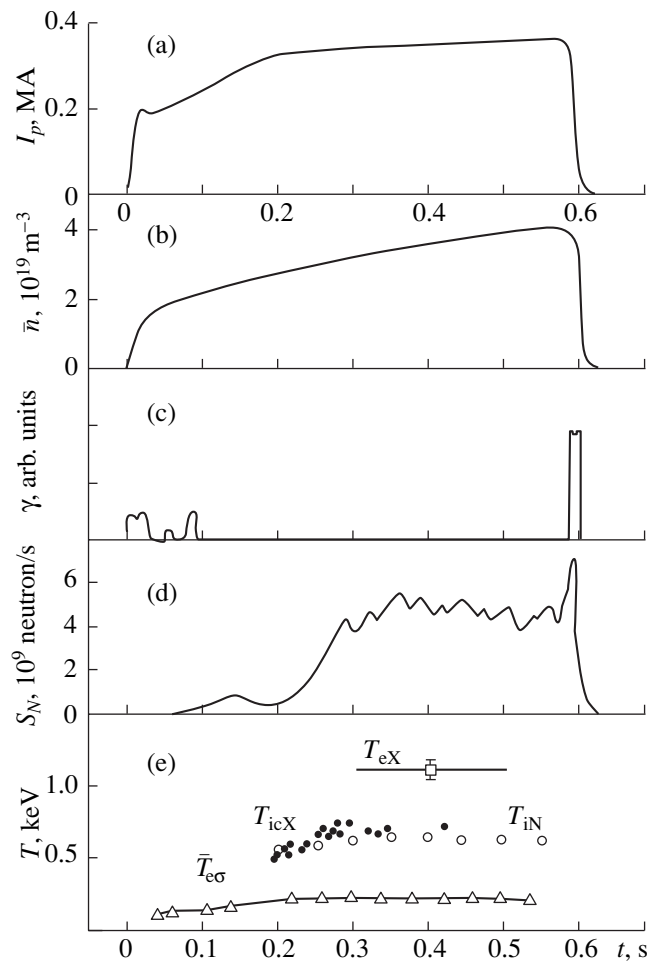 0.4
(a)
I_p, MA
0.2
0
0 0.2 0.4 0.6
(b)
n̄, 10^19 m^−3
4
2
0
(c)
γ, arb. units
(d)
S_N, 10^9 neutron/s
6
4
2
0
(e)
T_eX
T, keV
1.0
T_icX T_iN
0.5
T̄_eσ
0 0.1 0.2 0.3 0.4 0.5 0.6 t, s